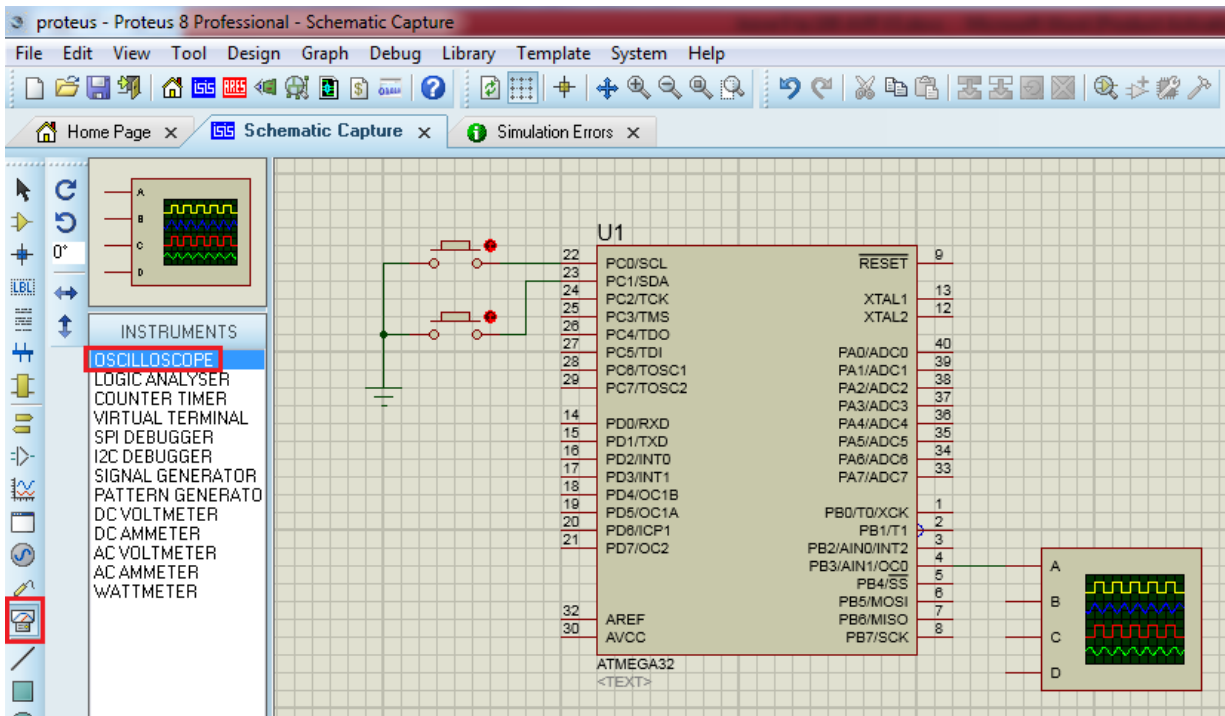 proteus - Proteus 8 Professional - Schematic Capture
File Edit View Tool Design Graph Debug Library Template System Help
isis
ARES
$
?
Home Page x
ISIS Schematic Capture x
Simulation Errors x
LBL
0°
A
B
C
D
INSTRUMENTS
OSCILLOSCOPE
LOGIC ANALYSER
COUNTER TIMER
VIRTUAL TERMINAL
SPI DEBUGGER
I2C DEBUGGER
SIGNAL GENERATOR
PATTERN GENERATO
DC VOLTMETER
DC AMMETER
AC VOLTMETER
AC AMMETER
WATTMETER
U1
22 PC0/SCL
23 PC1/SDA
24 PC2/TCK
25 PC3/TMS
26 PC4/TDO
27 PC5/TDI
28 PC6/TOSC1
29 PC7/TOSC2
14 PD0/RXD
15 PD1/TXD
16 PD2/INT0
17 PD3/INT1
18 PD4/OC1B
19 PD5/OC1A
20 PD6/ICP1
21 PD7/OC2
32 AREF
30 AVCC
RESET 9
XTAL1 13
XTAL2 12
PA0/ADC0 40
PA1/ADC1 39
PA2/ADC2 38
PA3/ADC3 37
PA4/ADC4 36
PA5/ADC5 35
PA6/ADC6 34
PA7/ADC7 33
PB0/T0/XCK 1
PB1/T1 2
PB2/AIN0/INT2 3
PB3/AIN1/OC0 4
PB4/SS 5
PB5/MOSI 6
PB6/MISO 7
PB7/SCK 8
ATMEGA32
<TEXT>
A
B
C
D